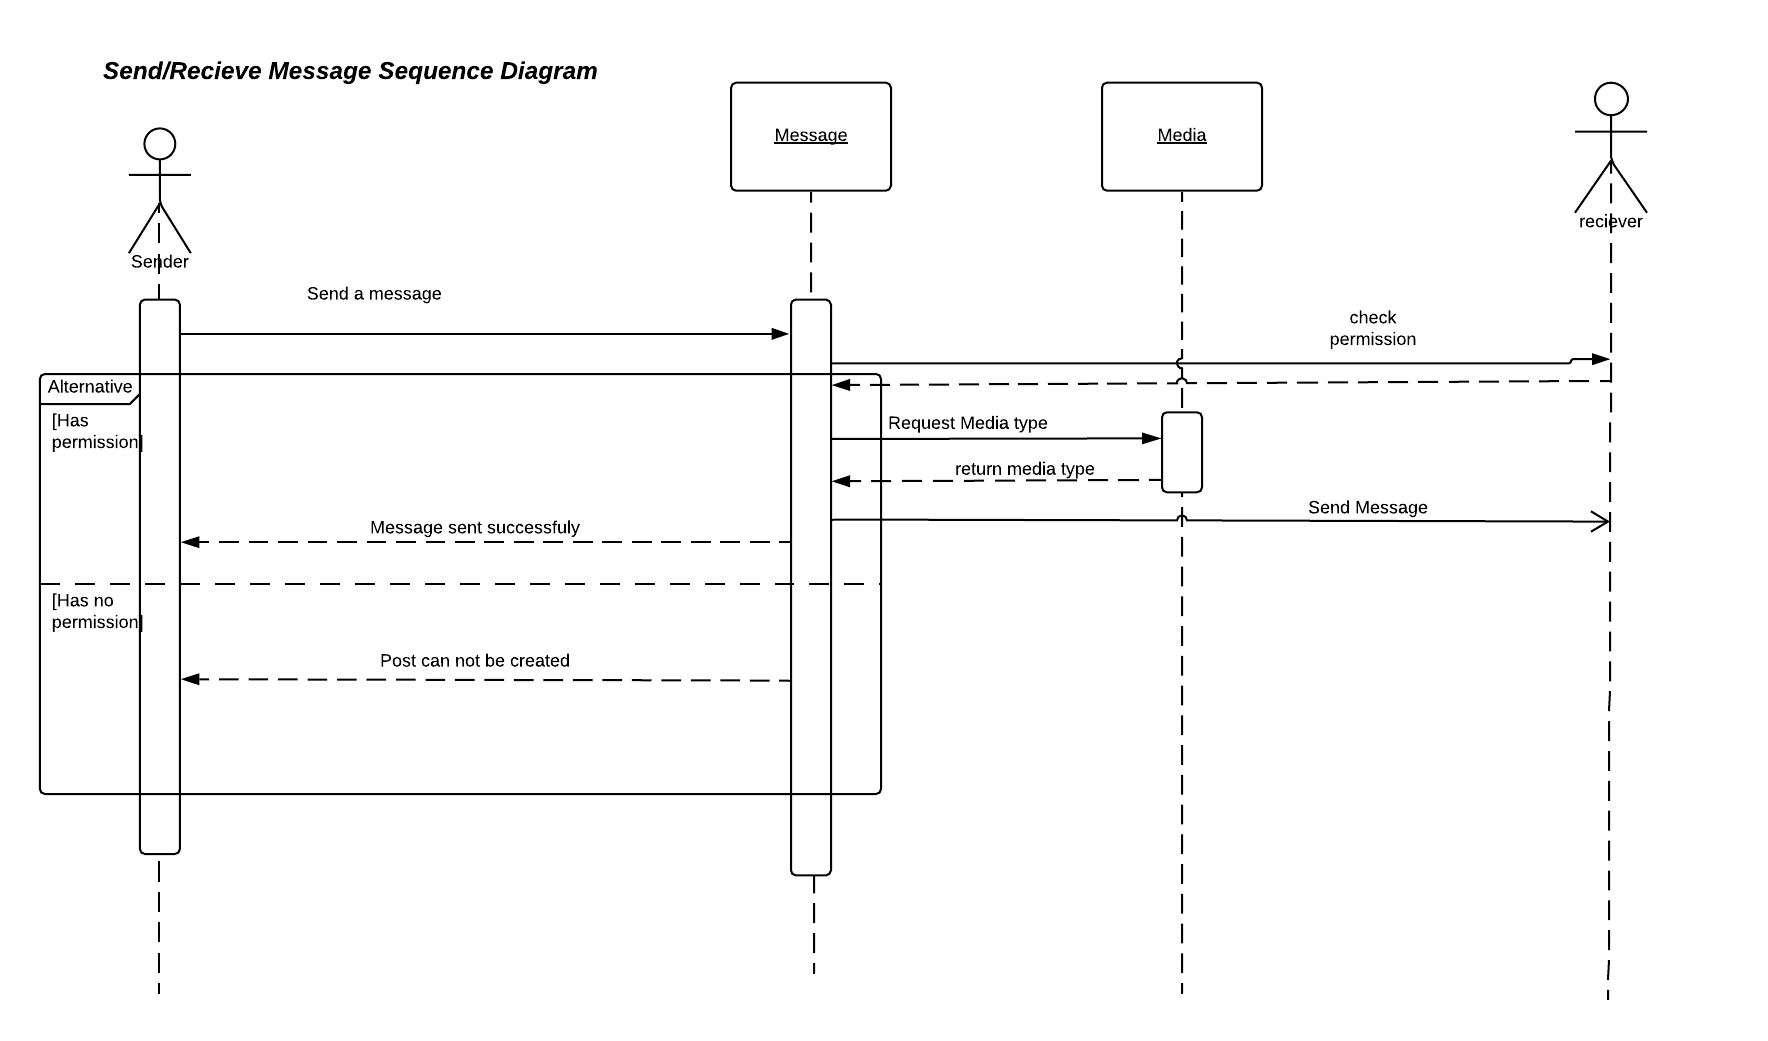 Send/Recieve Message Sequence Diagram
Message
Media
reciever
Sender
Send a message
check
permission
Alternative
[Has
permission]
Request Media type
return media type
Send Message
Message sent successfuly
[Has no
permission]
Post can not be created